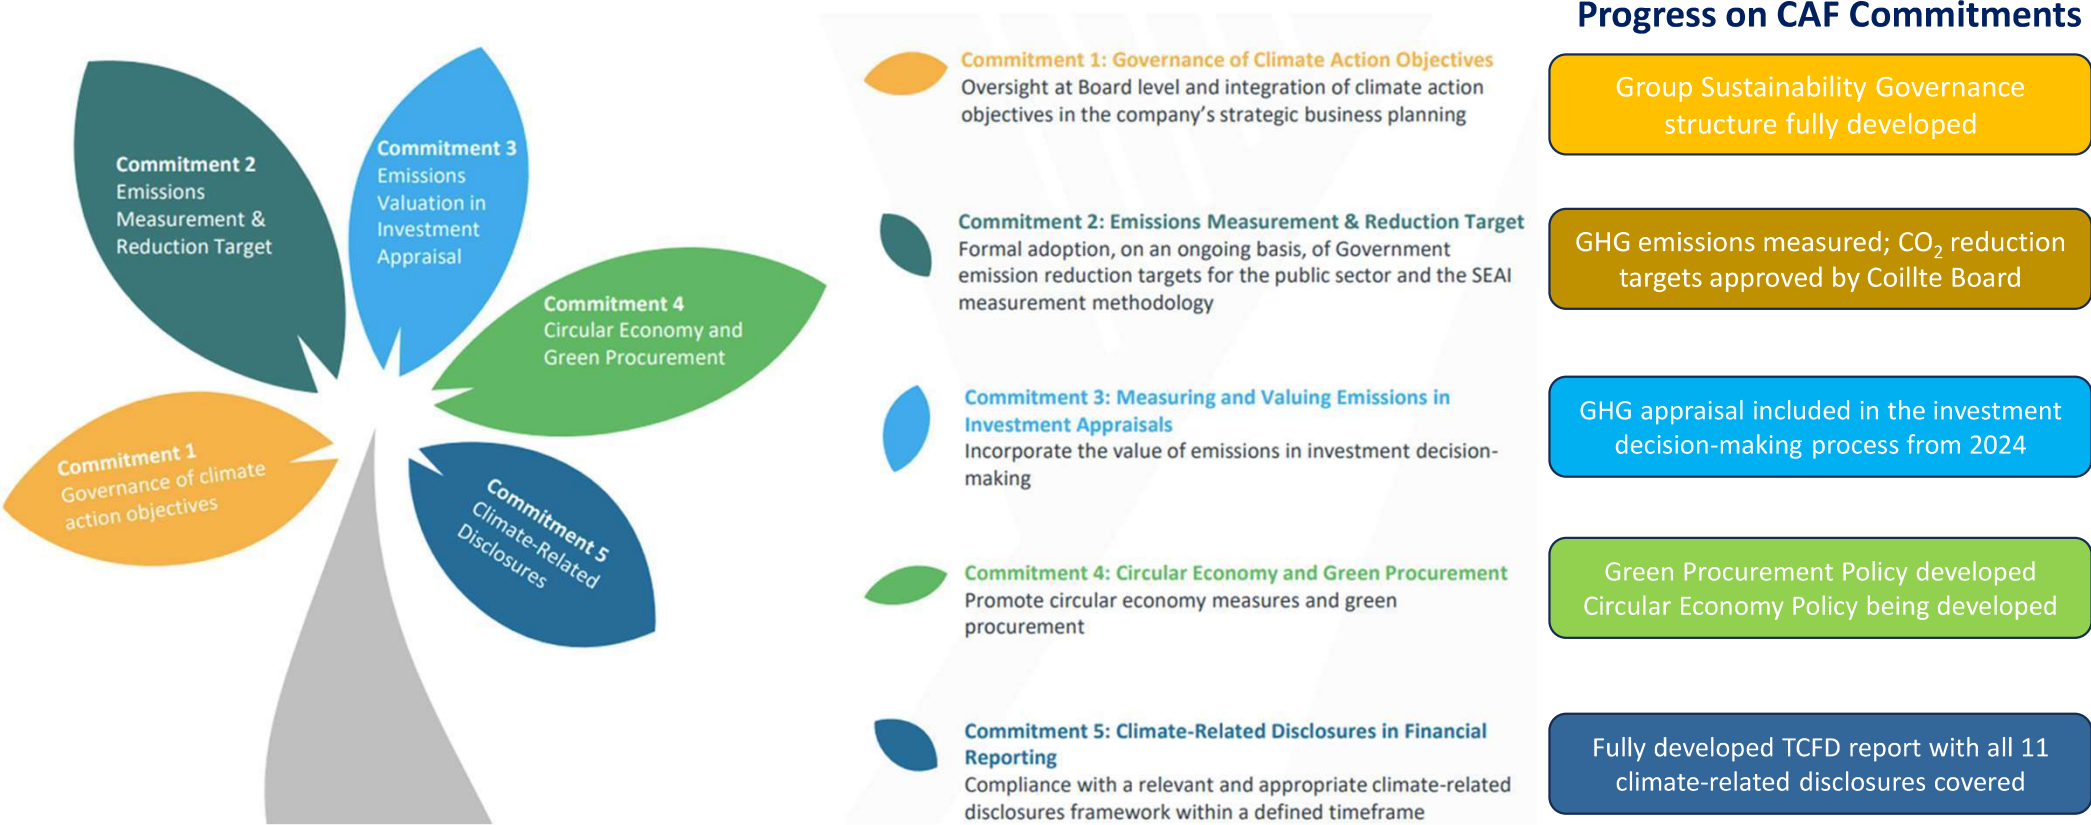 Commitment 2
Emissions
Measurement &
Reduction Target
Commitment 3
Emissions
Valuation in
Investment
Appraisal
Commitment 4
Circular Economy and
Green Procurement
Commitment 1
Governance of climate
action objectives
Commitment 5
Climate-Related
Disclosures
Commitment 1: Governance of Climate Action Objectives
Oversight at Board level and integration of climate action
objectives in the company’s strategic business planning
Commitment 2: Emissions Measurement & Reduction Target
Formal adoption, on an ongoing basis, of Government
emission reduction targets for the public sector and the SEAI
measurement methodology
Commitment 3: Measuring and Valuing Emissions in
Investment Appraisals
Incorporate the value of emissions in investment decision-
making
Commitment 4: Circular Economy and Green Procurement
Promote circular economy measures and green
procurement
Commitment 5: Climate-Related Disclosures in Financial
Reporting
Compliance with a relevant and appropriate climate-related
disclosures framework within a defined timeframe
Progress on CAF Commitments
Group Sustainability Governance
structure fully developed
GHG emissions measured; CO₂ reduction
targets approved by Coillte Board
GHG appraisal included in the investment
decision-making process from 2024
Green Procurement Policy developed
Circular Economy Policy being developed
Fully developed TCFD report with all 11
climate-related disclosures covered